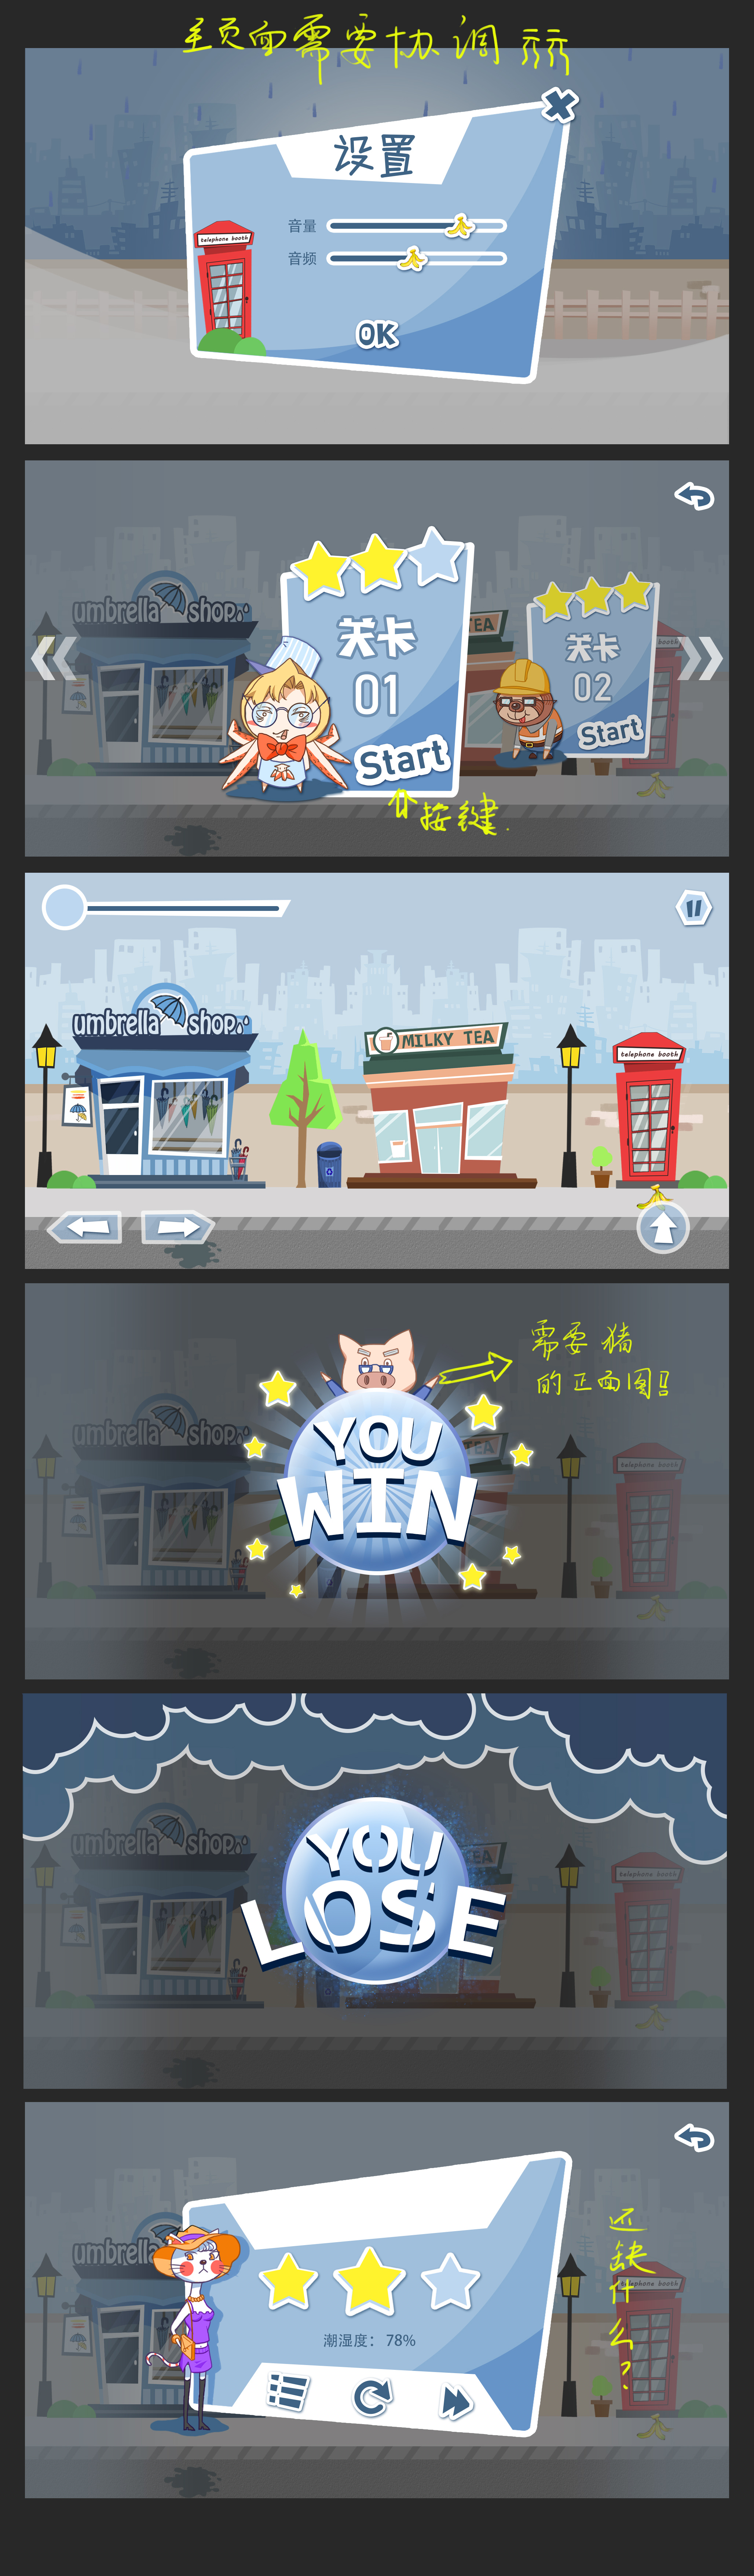 主页面需要协调
设置
音量
音频
telephone booth
OK
umbrella shop
TEA
关卡
01
Start
关卡
02
Start
按键.
umbrella shop
MILKY TEA
telephone booth
需要猪
的正面图!!
umbrella shop
telephone booth
YOU
WIN
umbrella shop
telephone booth
YOU
LOSE
umbrella
telephone booth
还
缺
什
么
?
潮湿度： 78%